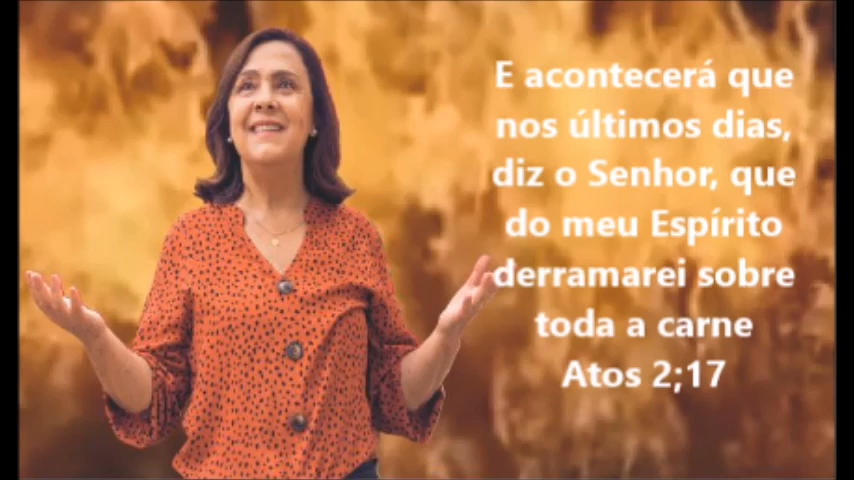 E acontecerá que
nos últimos dias,
diz o Senhor, que
do meu Espírito
derramarei sobre
toda a carne
Atos 2;17